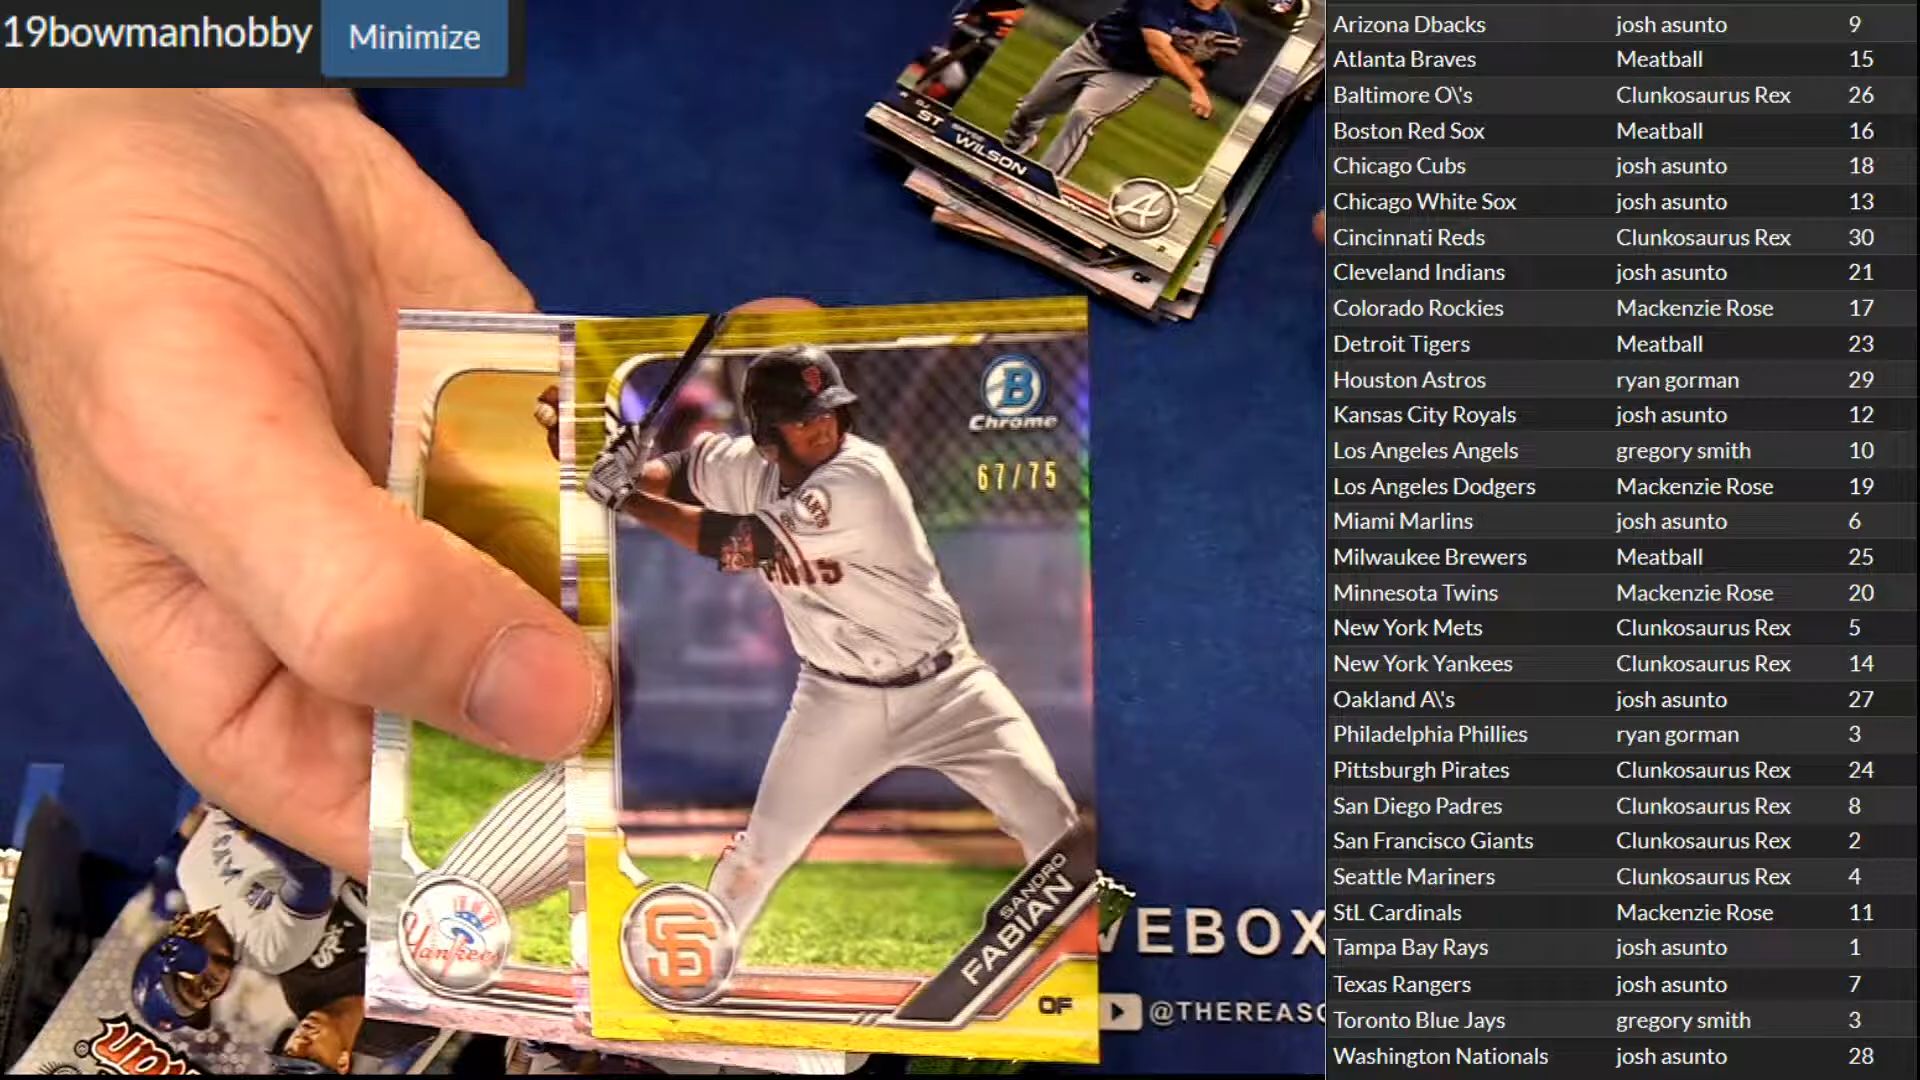 19bowmanhobby Minimize
ST
WILSON
A
B
Chrome
67/75
GIANTS
SF
SANDRO
FABIAN
OF
Yankees
VEBOX
@THEREASO
Arizona Dbacks josh asunto 9
Atlanta Braves Meatball 15
Baltimore O\'s Clunkosaurus Rex 26
Boston Red Sox Meatball 16
Chicago Cubs josh asunto 18
Chicago White Sox josh asunto 13
Cincinnati Reds Clunkosaurus Rex 30
Cleveland Indians josh asunto 21
Colorado Rockies Mackenzie Rose 17
Detroit Tigers Meatball 23
Houston Astros ryan gorman 29
Kansas City Royals josh asunto 12
Los Angeles Angels gregory smith 10
Los Angeles Dodgers Mackenzie Rose 19
Miami Marlins josh asunto 6
Milwaukee Brewers Meatball 25
Minnesota Twins Mackenzie Rose 20
New York Mets Clunkosaurus Rex 5
New York Yankees Clunkosaurus Rex 14
Oakland A\'s josh asunto 27
Philadelphia Phillies ryan gorman 3
Pittsburgh Pirates Clunkosaurus Rex 24
San Diego Padres Clunkosaurus Rex 8
San Francisco Giants Clunkosaurus Rex 2
Seattle Mariners Clunkosaurus Rex 4
StL Cardinals Mackenzie Rose 11
Tampa Bay Rays josh asunto 1
Texas Rangers josh asunto 7
Toronto Blue Jays gregory smith 3
Washington Nationals josh asunto 28